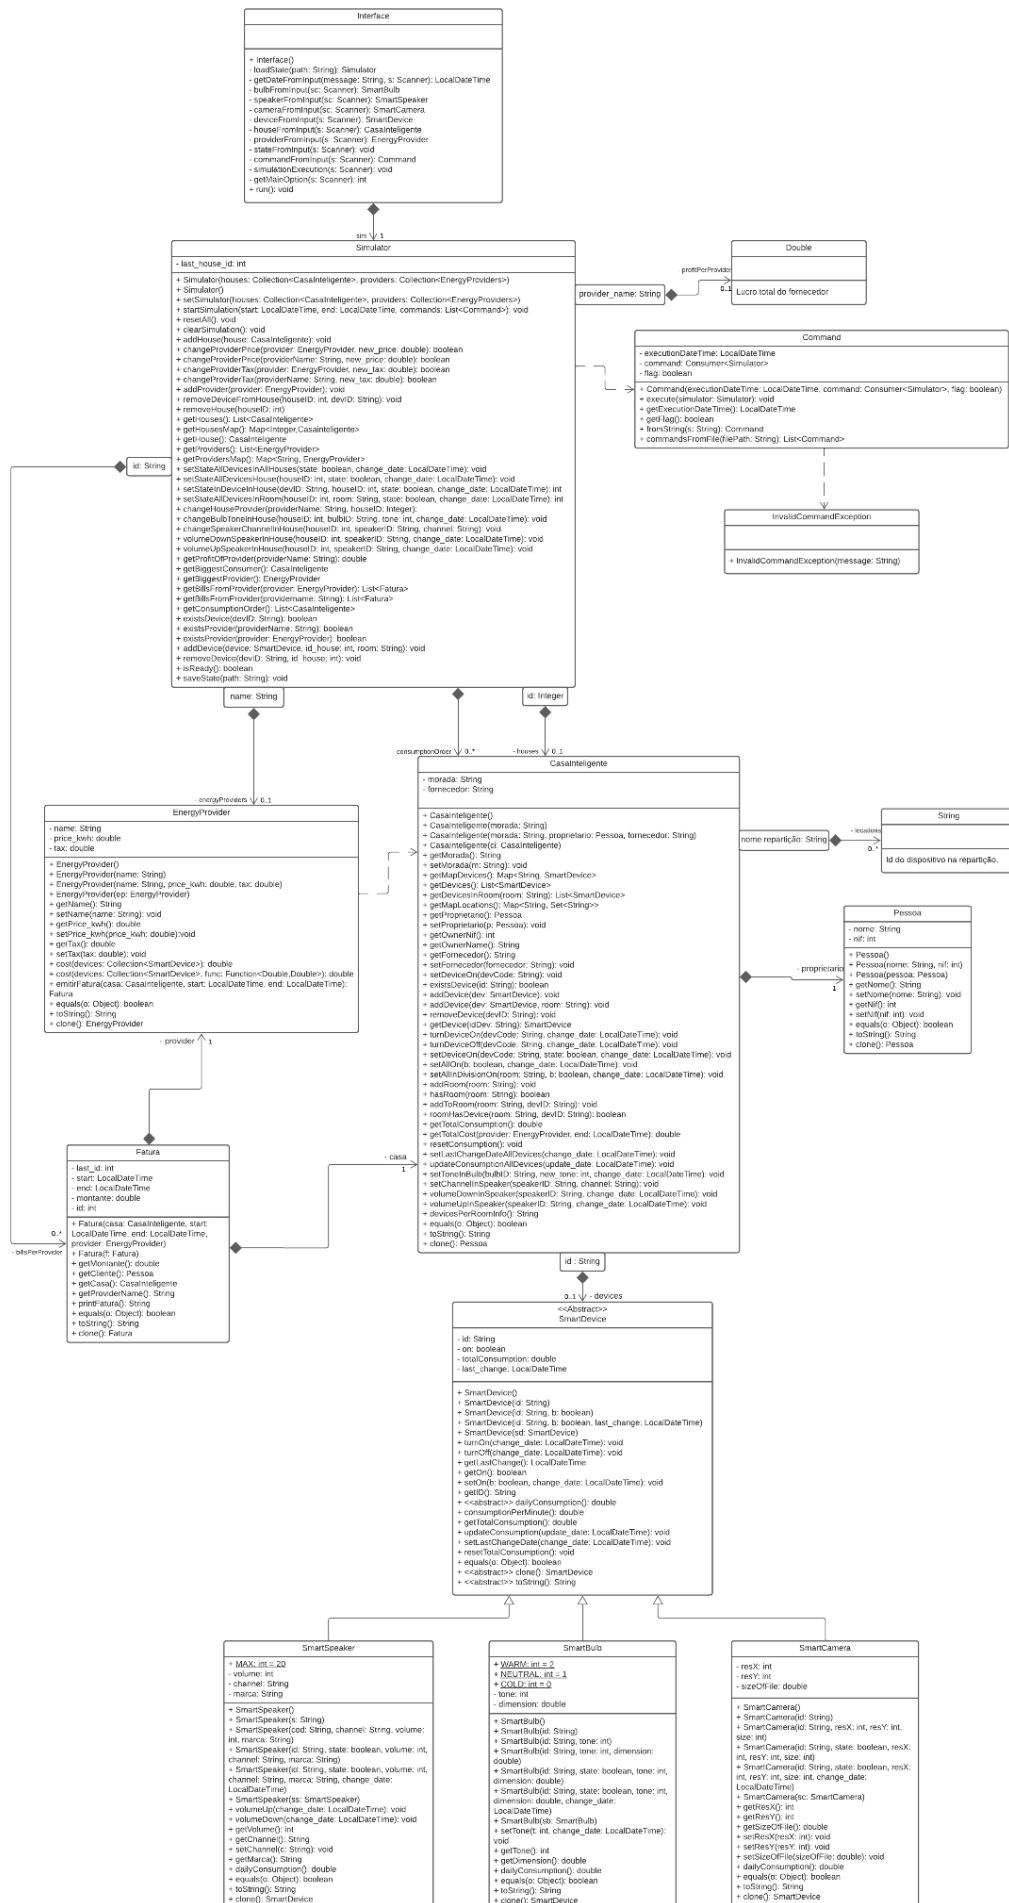 Interface
+ Interface()
- loadState(path: String): Simulator
- getDateFromInput(message: String, s: Scanner): LocalDateTime
- bulbFromInput(sc: Scanner): SmartBulb
- speakerFromInput(sc: Scanner): SmartSpeaker
- cameraFromInput(sc: Scanner): SmartCamera
- deviceFromInput(s: Scanner): SmartDevice
- houseFromInput(s: Scanner): CasaInteligente
- providerFromInput(s: Scanner): EnergyProvider
- stateFromInput(s: Scanner): void
- commandFromInput(s: Scanner): Command
- simulationExecution(s: Scanner): void
- getMainOption(s: Scanner): int
+ run(): void
sim 1
Simulator
- last_house_id: int
+ Simulator(houses: Collection<CasaInteligente>, providers: Collection<EnergyProviders>)
+ Simulator()
+ setSimulator(houses: Collection<CasaInteligente>, providers: Collection<EnergyProviders>)
+ startSimulation(start: LocalDateTime, end: LocalDateTime, commands: List<Command>): void
+ resetAll(): void
+ clearSimulation(): void
+ addHouse(house: CasaInteligente): void
+ changeProviderPrice(provider: EnergyProvider, new_price: double): boolean
+ changeProviderPrice(providerName: String, new_price: double): boolean
+ changeProviderTax(provider: EnergyProvider, new_tax: double): boolean
+ changeProviderTax(providerName: String, new_tax: double): boolean
+ addProvider(provider: EnergyProvider): void
+ removeDeviceFromHouse(houseID: int, devID: String): void
+ removeHouse(houseID: int)
+ getHouses(): List<CasaInteligente>
+ getHousesMap(): Map<Integer,Casainteligente>
+ getHouse(): CasaInteligente
+ getProviders(): List<EnergyProvider>
+ getProvidersMap(): Map<String, EnergyProvider>
+ setStateAllDevicesInAllHouses(state: boolean, change_date: LocalDateTime): void
+ setStateAllDevicesHouse(houseID: int, state: boolean, change_date: LocalDateTime): void
+ setStateInDeviceInHouse(devID: String, houseID: int, state: boolean, change_date: LocalDateTime): int
+ setStateAllDevicesInRoom(houseID: int, room: String, state: boolean, change_date: LocalDateTime): int
+ changeHouseProvider(providerName: String, houseID: Integer);
+ changeBulbToneInHouse(houseID: int, bulbID: String, tone: int, change_date: LocalDateTime): void
+ changeSpeakerChannelInHouse(houseID: int, speakerID: String, channel: String): void
+ volumeDownSpeakerInHouse(houseID: int, speakerID: String, change_date: LocalDateTime): void
+ volumeUpSpeakerInHouse(houseID: int, speakerID: String, change_date: LocalDateTime): void
+ getProfitOfProvider(providerName: String): double
+ getBiggestConsumer: CasaInteligente
+ getBiggestProvider(): EnergyProvider
+ getBillsFromProvider(provider: EnergyProvider): List<Fatura>
+ getBillsFromProvider(providername: String): List<Fatura>
+ getConsumptionOrder(): List<CasaInteligente>
+ existsDevice(devID: String): boolean
+ existsProvider(providerName: String): boolean
+ existsProvider(provider: EnergyProvider): boolean
+ addDevice(device: SmartDevice, id_house: int, room: String): void
+ removeDevice(devID: String, id_house: int): void
+ isReady(): boolean
+ saveState(path: String): void
provider_name: String
- profitPerProvider
0..1
Double
Lucro total do fornecedor
Command
- executionDateTime: LocalDateTime
- command: Consumer<Simulator>
- flag: boolean
+ Command(executionDateTime: LocalDateTime, command: Consumer<Simulator>, flag: boolean)
+ execute(simulator: Simulator): void
+ getExecutionDateTime(): LocalDateTime
+ getFlag(): boolean
+ fromString(s: String): Command
+ commandsFromFile(filePath: String): List<Command>
InvalidCommandException
+ InvalidCommandException(message: String)
id: String
name: String
id: Integer
- energyProviders 0..1
- consumptionOrder 0..*
- houses 0..1
EnergyProvider
- name: String
- price_kwh: double
- tax: double
+ EnergyProvider()
+ EnergyProvider(name: String)
+ EnergyProvider(name: String, price_kwh: double, tax: double)
+ EnergyProvider(ep: EnergyProvider)
+ getName(): String
+ setName(name: String): void
+ getPrice_kwh(): double
+ setPrice_kwh(price_kwh: double):void
+ getTax(): double
+ setTax(tax: double): void
+ cost(devices: Collection<SmartDevice>): double
+ cost(devices: Collection<SmartDevice>, func: Function<Double,Double>): double
+ emitirFatura(casa: CasaInteligente, start: LocalDateTime, end: LocalDateTime):
Fatura
+ equals(o: Object): boolean
+ toString(): String
+ clone(): EnergyProvider
CasaInteligente
- morada: String
- fornecedor: String
+ CasaInteligente()
+ CasaInteligente(morada: String)
+ CasaInteligente(morada: String, proprietario: Pessoa, fornecedor: String)
+ CasaInteligente(ci: CasaInteligente)
+ getMorada(): String
+ setMorada(m: String): void
+ getMapDevices(): Map<String, SmartDevice>
+ getDevices(): List<SmartDevice>
+ getDevicesInRoom(room: String): List<SmartDevice>
+ getMapLocations(): Map<String, Set<String>>
+ getProprietario(): Pessoa
+ setProprietario(p: Pessoa): void
+ getOwnerNif(): int
+ getOwnerName(): String
+ getFornecedor(): String
+ setFornecedor(fornecedor: String): void
+ setDeviceOn(devCode: String): void
+ existsDevice(id: String): boolean
+ addDevice(dev: SmartDevice): void
+ addDevice(dev: SmartDevice, room: String): void
+ removeDevice(devID: String): void
+ getDevice(idDev: String): SmartDevice
+ turnDeviceOn(devCode: String, change_date: LocalDateTime): void
+ turnDeviceOff(devCode: String, change_date: LocalDateTime): void
+ setDeviceOn(devCode: String, state: boolean, change_date: LocalDateTime): void
+ setAllOn(b: boolean, change_date: LocalDateTime): void
+ setAllInDivisionOn(room: String, b: boolean, change_date: LocalDateTime): void
+ addRoom(room: String): void
+ hasRoom(room: String): boolean
+ addToRoom(room: String, devID: String): void
+ roomHasDevice(room: String, devID: String): boolean
+ getTotalConsumption(): double
+ getTotalCost(provider: EnergyProvider, end: LocalDateTime): double
+ resetConsumption(): void
+ setLastChangeDateAllDevices(change_date: LocalDateTime): void
+ updateConsumptionAllDevices(update_date: LocalDateTime): void
+ setToneInBulb(bulbID: String, new_tone: int, change_date: LocalDateTime): void
+ setChannelInSpeaker(speakerID: String, channel: String): void
+ volumeDownInSpeaker(speakerID: String, change_date: LocalDateTime): void
+ volumeUpInSpeaker(speakerID: String, change_date: LocalDateTime): void
+ devicesPerRoomInfo(): String
+ equals(o: Object): boolean
+ toString(): String
+ clone(): Pessoa
nome repartição: String
- locations
0..*
String
Id do dispositivo na repartição.
- proprietario
1
Pessoa
- nome: String
- nif: int
+ Pessoa()
+ Pessoa(nome: String, nif: int)
+ Pessoa(pessoa: Pessoa)
+ getNome(): String
+ setNome(nome: String): void
+ getNif(): int
+ setNif(nif: int): void
+ equals(o: Object): boolean
+ toString(): String
+ clone(): Pessoa
- provider 1
Fatura
- last_id: int
- start: LocalDateTime
- end: LocalDateTime
- montante: double
- id: int
+ Fatura(casa: CasaInteligente, start:
LocalDateTime, end: LocalDateTime,
provider: EnergyProvider)
+ Fatura(f: Fatura)
+ getMontante(): double
+ getCliente(): Pessoa
+ getCasa(): CasaInteligente
+ getProviderName(): String
+ printFatura(): String
+ equals(o: Object): boolean
+ toString(): String
+ clone(): Fatura
0..*
- billsPerProvider
- casa
1
id : String
0..1 - devices
<<Abstract>>
SmartDevice
- id: String
- on: boolean
- totalConsumption: double
- last_change: LocalDateTime
+ SmartDevice()
+ SmartDevice(id: String)
+ SmartDevice(id: String, b: boolean)
+ SmartDevice(id: String, b: boolean, last_change: LocalDateTime)
+ SmartDevice(sd: SmartDevice)
+ turnOn(change_date: LocalDateTime): void
+ turnOff(change_date: LocalDateTime): void
+ getLastChange(): LocalDateTime
+ getOn(): boolean
+ setOn(b: boolean, change_date: LocalDateTime): void
+ getID(): String
+ <<abstract>> dailyConsumption(): double
+ consumptionPerMinute(): double
+ getTotalConsumption(): double
+ updateConsumption(update_date: LocalDateTime): void
+ setLastChangeDate(change_date: LocalDateTime): void
+ resetTotalConsumption(): void
+ equals(o: Object): boolean
+ <<abstract>> clone(): SmartDevice
+ <<abstract>> toString(): String
SmartSpeaker
+ MAX: int = 20
- volume: int
- channel: String
- marca: String
+ SmartSpeaker()
+ SmartSpeaker(s: String)
+ SmartSpeaker(cod: String, channel: String, volume:
int, marca: String)
+ SmartSpeaker(id: String, state: boolean, volume: int,
channel: String, marca: String)
+ SmartSpeaker(id: String, state: boolean, volume: int,
channel: String, marca: String, change_date:
LocalDateTime)
+ SmartSpeaker(ss: SmartSpeaker)
+ volumeUp(change_date: LocalDateTime): void
+ volumeDown(change_date: LocalDateTime): void
+ getVolume(): int
+ getChannel(): String
+ setChannel(c: String): void
+ getMarca(): String
+ dailyConsumption(): double
+ equals(o: Object): boolean
+ toString(): String
+ clone(): SmartDevice
SmartBulb
+ WARM: int = 2
+ NEUTRAL: int = 1
+ COLD: int = 0
- tone: int
- dimension: double
+ SmartBulb()
+ SmartBulb(id: String)
+ SmartBulb(id: String, tone: int)
+ SmartBulb(id: String, tone: int, dimension:
double)
+ SmartBulb(id: String, state: boolean, tone: int,
dimension: double)
+ SmartBulb(id: String, state: boolean, tone: int,
dimension: double, change_date:
LocalDateTime)
+ SmartBulb(sb: SmartBulb)
+ setTone(t: int, change_date: LocalDateTime):
void
+ getTone(): int
+ getDimension(): double
+ dailyConsumption(): double
+ equals(o: Object): boolean
+ toString(): String
+ clone(): SmartDevice
SmartCamera
- resX: int
- resY: int
- sizeOfFile: double
+ SmartCamera()
+ SmartCamera(id: String)
+ SmartCamera(id: String, resX: int, resY: int,
size: int)
+ SmartCamera(id: String, state: boolean, resX:
int, resY: int, size: int)
+ SmartCamera(id: String, state: boolean, resX:
int, resY: int, size: int, change_date:
LocalDateTime)
+ SmartCamera(sc: SmartCamera)
+ getResX(): int
+ getResY(): int
+ getSizeOfFile(): double
+ setResX(resX: int): void
+ setResY(resY: int): void
+ setSizeOfFile(sizeOfFile: double): void
+ dailyConsumption(): double
+ equals(o: Object): boolean
+ toString(): String
+ clone(): SmartDevice